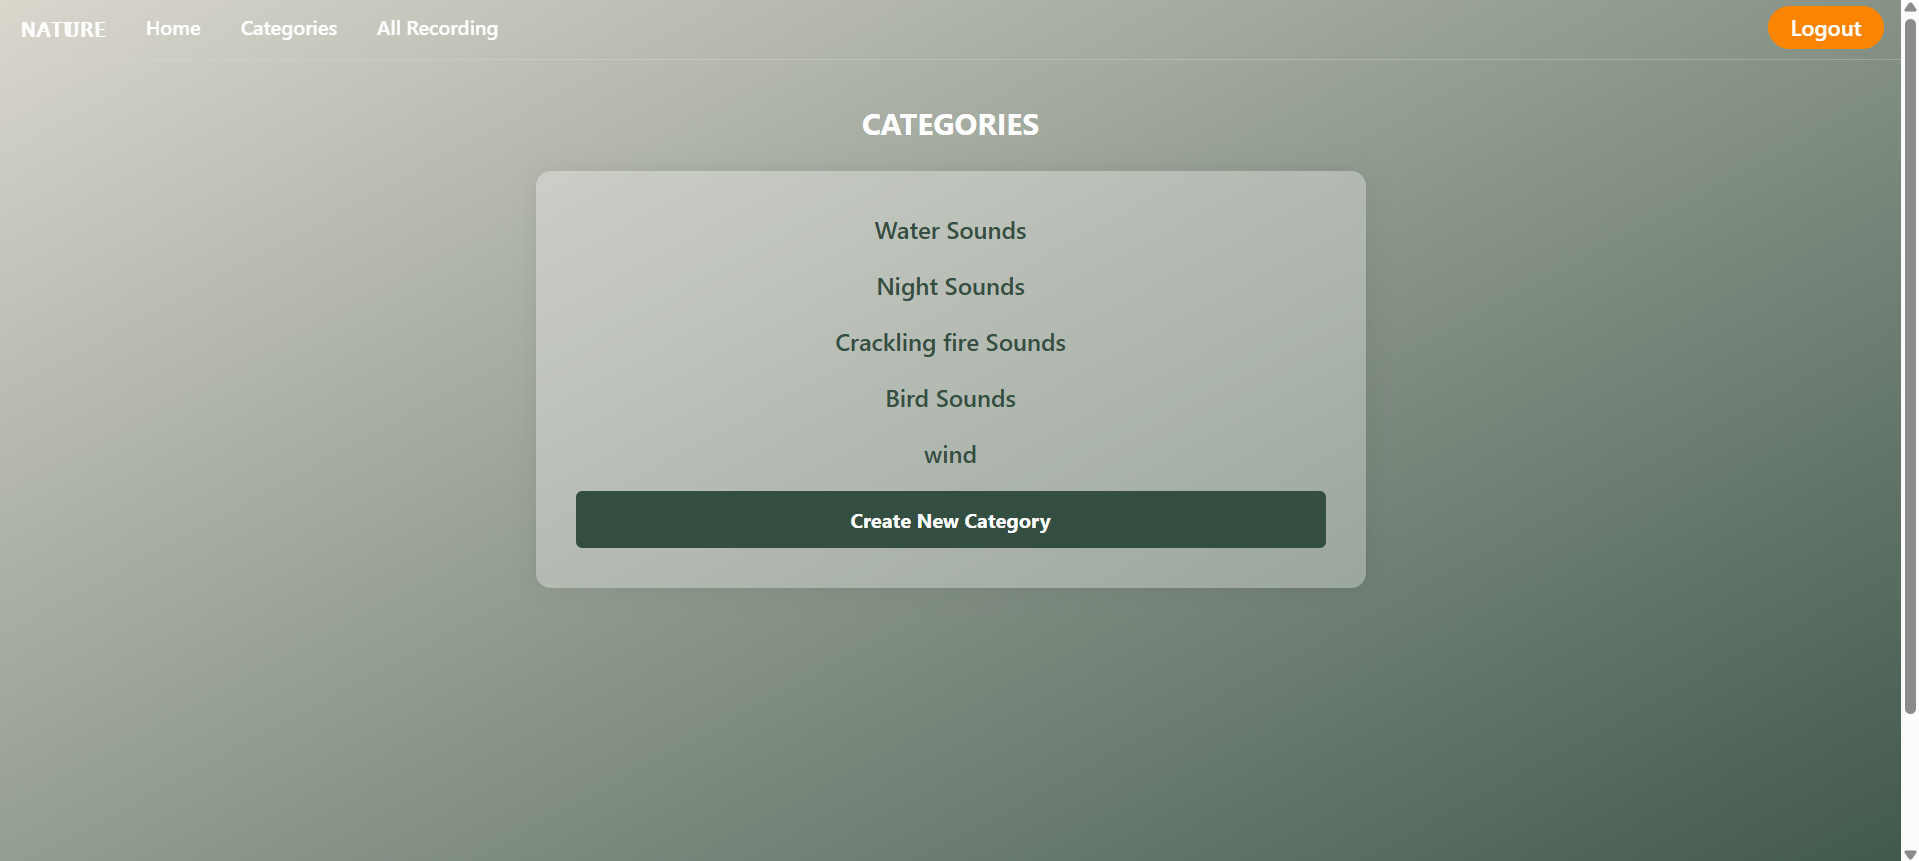 NATURE Home Categories All Recording Logout
CATEGORIES
Water Sounds
Night Sounds
Crackling fire Sounds
Bird Sounds
wind
Create New Category